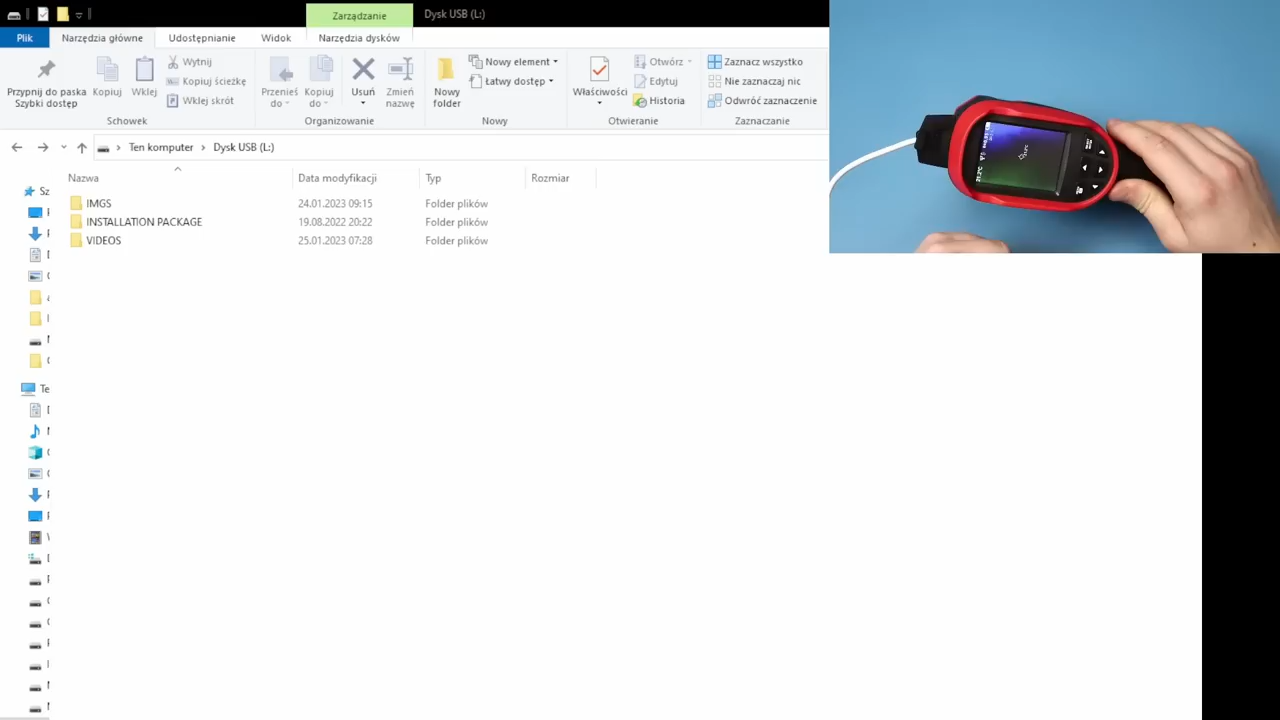 Zarządzanie
Dysk USB (L:)
Plik
Narzędzia główne
Udostępnianie
Widok
Narzędzia dysków
Przypnij do paska
Szybki dostęp
Kopiuj
Wklej
Wytnij
Kopiuj ścieżkę
Wklej skrót
Schowek
Przenieś
do
Kopiuj
do
Usuń
Zmień
nazwę
Organizowanie
Nowy
folder
Nowy element
Łatwy dostęp
Nowy
Właściwości
Otwórz
Edytuj
Historia
Otwieranie
Zaznacz wszystko
Nie zaznaczaj nic
Odwróć zaznaczenie
Zaznaczanie
Ten komputer
Dysk USB (L:)
Nazwa
Data modyfikacji
Typ
Rozmiar
IMGS
24.01.2023 09:15
Folder plików
INSTALLATION PACKAGE
19.08.2022 20:22
Folder plików
VIDEOS
25.01.2023 07:28
Folder plików
Sz
Te